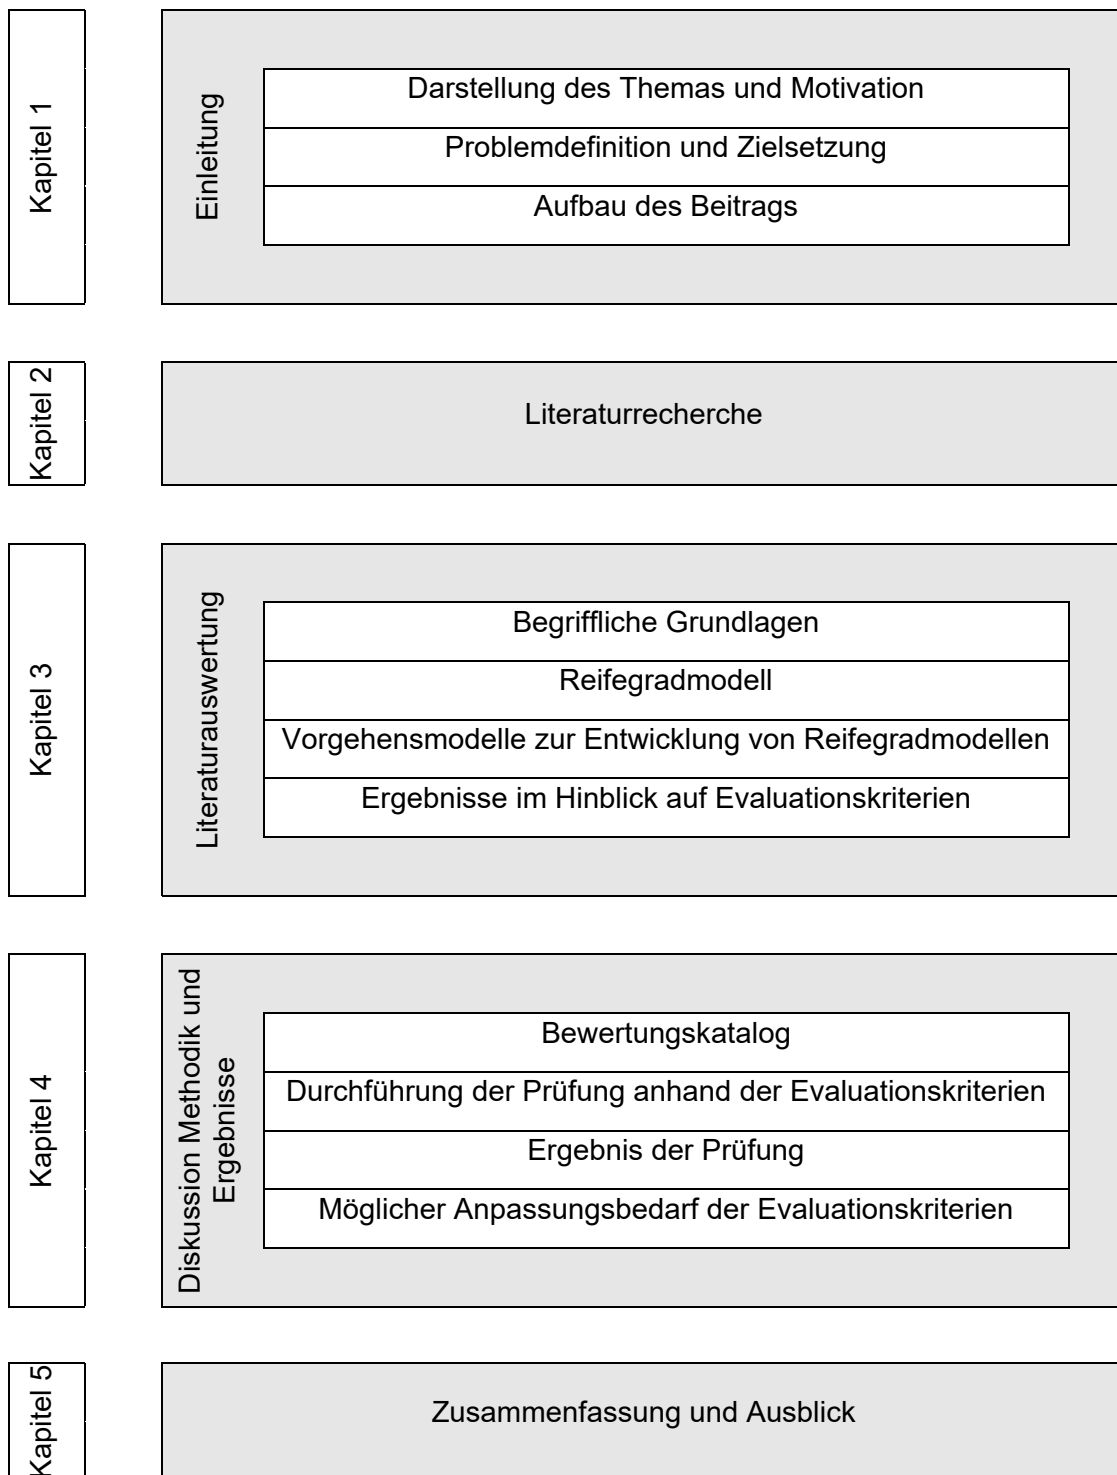 Kapitel 1
Einleitung
Darstellung des Themas und Motivation
Problemdefinition und Zielsetzung
Aufbau des Beitrags
Kapitel 2
Literaturrecherche
Kapitel 3
Literaturauswertung
Begriffliche Grundlagen
Reifegradmodell
Vorgehensmodelle zur Entwicklung von Reifegradmodellen
Ergebnisse im Hinblick auf Evaluationskriterien
Kapitel 4
Diskussion Methodik und
Ergebnisse
Bewertungskatalog
Durchführung der Prüfung anhand der Evaluationskriterien
Ergebnis der Prüfung
Möglicher Anpassungsbedarf der Evaluationskriterien
Kapitel 5
Zusammenfassung und Ausblick